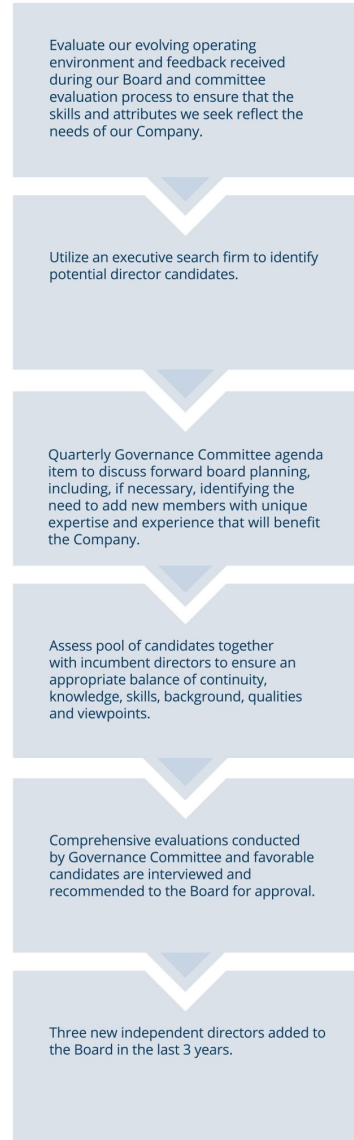 Evaluate our evolving operating
environment and feedback received
during our Board and committee
evaluation process to ensure that the
skills and attributes we seek reflect the
needs of our Company.
Utilize an executive search firm to identify
potential director candidates.
Quarterly Governance Committee agenda
item to discuss forward board planning,
including, if necessary, identifying the
need to add new members with unique
expertise and experience that will benefit
the Company.
Assess pool of candidates together
with incumbent directors to ensure an
appropriate balance of continuity,
knowledge, skills, background, qualities
and viewpoints.
Comprehensive evaluations conducted
by Governance Committee and favorable
candidates are interviewed and
recommended to the Board for approval.
Three new independent directors added to
the Board in the last 3 years.